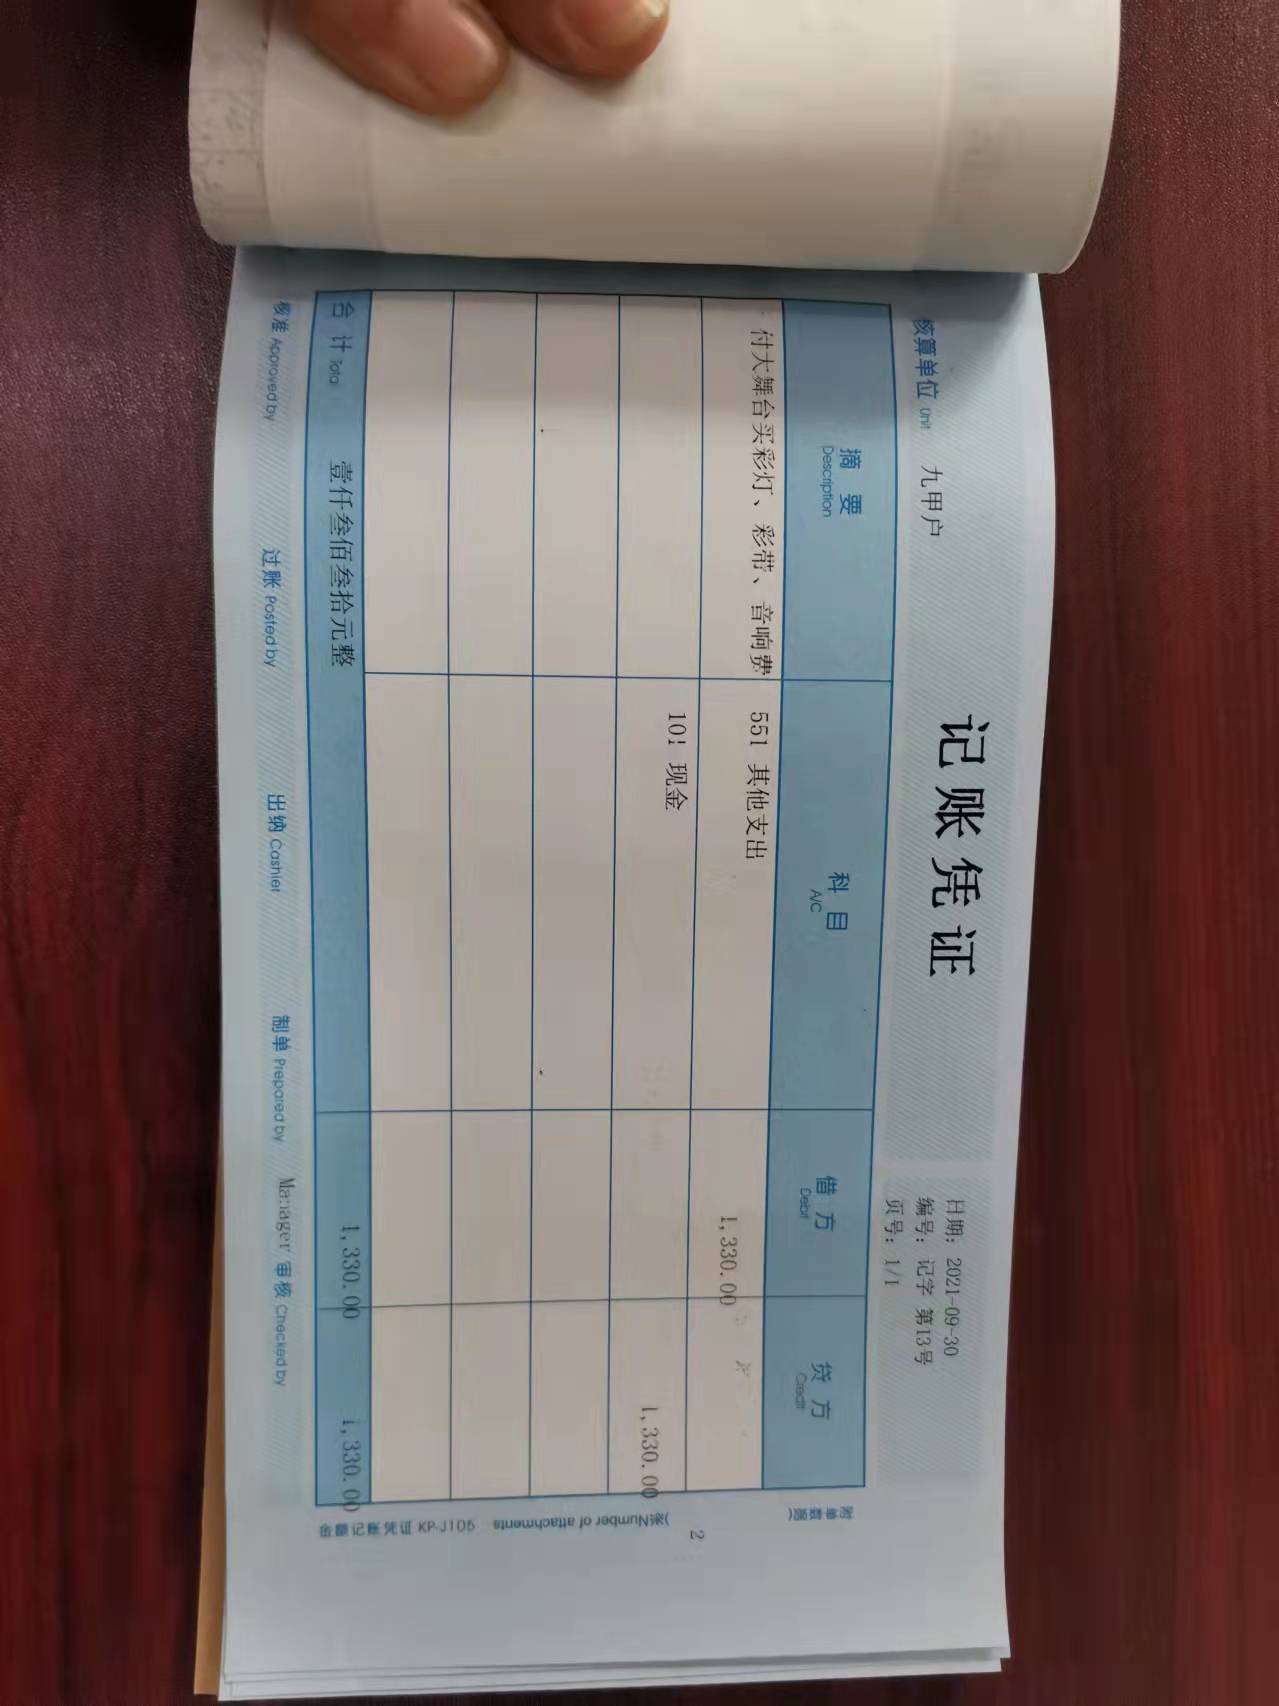 记账凭证
核算单位 Unit 九甲户
日期：2021-09-30
编号：记字 第13号
页号：1/1
摘 要 科 目 借 方 贷 方
Description A/C Debit Credit
付大舞台买彩灯、彩带、音响费 551 其他支出 1,330.00
101 现金 1,330.00
合 计 Total 壹仟叁佰叁拾元整 1,330.00 1,330.00
核准 Approved by 过账 Posted by 出纳 Cashier 制单 Prepared by Manager 审核 Checked by
附单数据(
2
张)Number of attachments
金蝶记账凭证 KP-J105